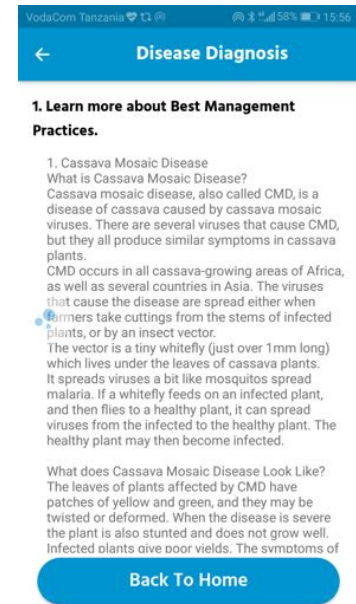 VodaCom Tanzania 58% 15:56
Disease Diagnosis
1. Learn more about Best Management
Practices.
1. Cassava Mosaic Disease
What is Cassava Mosaic Disease?
Cassava mosaic disease, also called CMD, is a
disease of cassava caused by cassava mosaic
viruses. There are several viruses that cause CMD,
but they all produce similar symptoms in cassava
plants.
CMD occurs in all cassava-growing areas of Africa,
as well as several countries in Asia. The viruses
that cause the disease are spread either when
farmers take cuttings from the stems of infected
plants, or by an insect vector.
The vector is a tiny whitefly (just over 1mm long)
which lives under the leaves of cassava plants.
It spreads viruses a bit like mosquitos spread
malaria. If a whitefly feeds on an infected plant,
and then flies to a healthy plant, it can spread
viruses from the infected to the healthy plant. The
healthy plant may then become infected.
What does Cassava Mosaic Disease Look Like?
The leaves of plants affected by CMD have
patches of yellow and green, and they may be
twisted or deformed. When the disease is severe
the plant is also stunted and does not grow well.
Infected plants give poor yields. The symptoms of
Back To Home